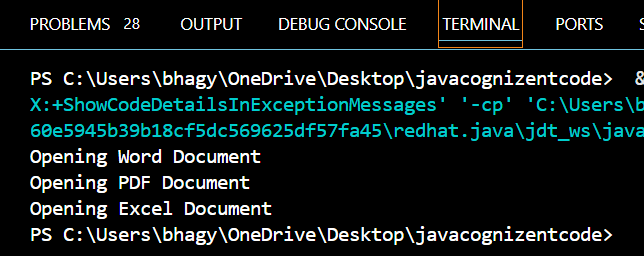 PROBLEMS 28 OUTPUT DEBUG CONSOLE TERMINAL PORTS
PS C:\Users\bhagy\OneDrive\Desktop\javacognizentcode> &
X:+ShowCodeDetailsInExceptionMessages' '-cp' 'C:\Users\b
60e5945b39b18cf5dc569625df57fa45\redhat.java\jdt_ws\java
Opening Word Document
Opening PDF Document
Opening Excel Document
PS C:\Users\bhagy\OneDrive\Desktop\javacognizentcode>